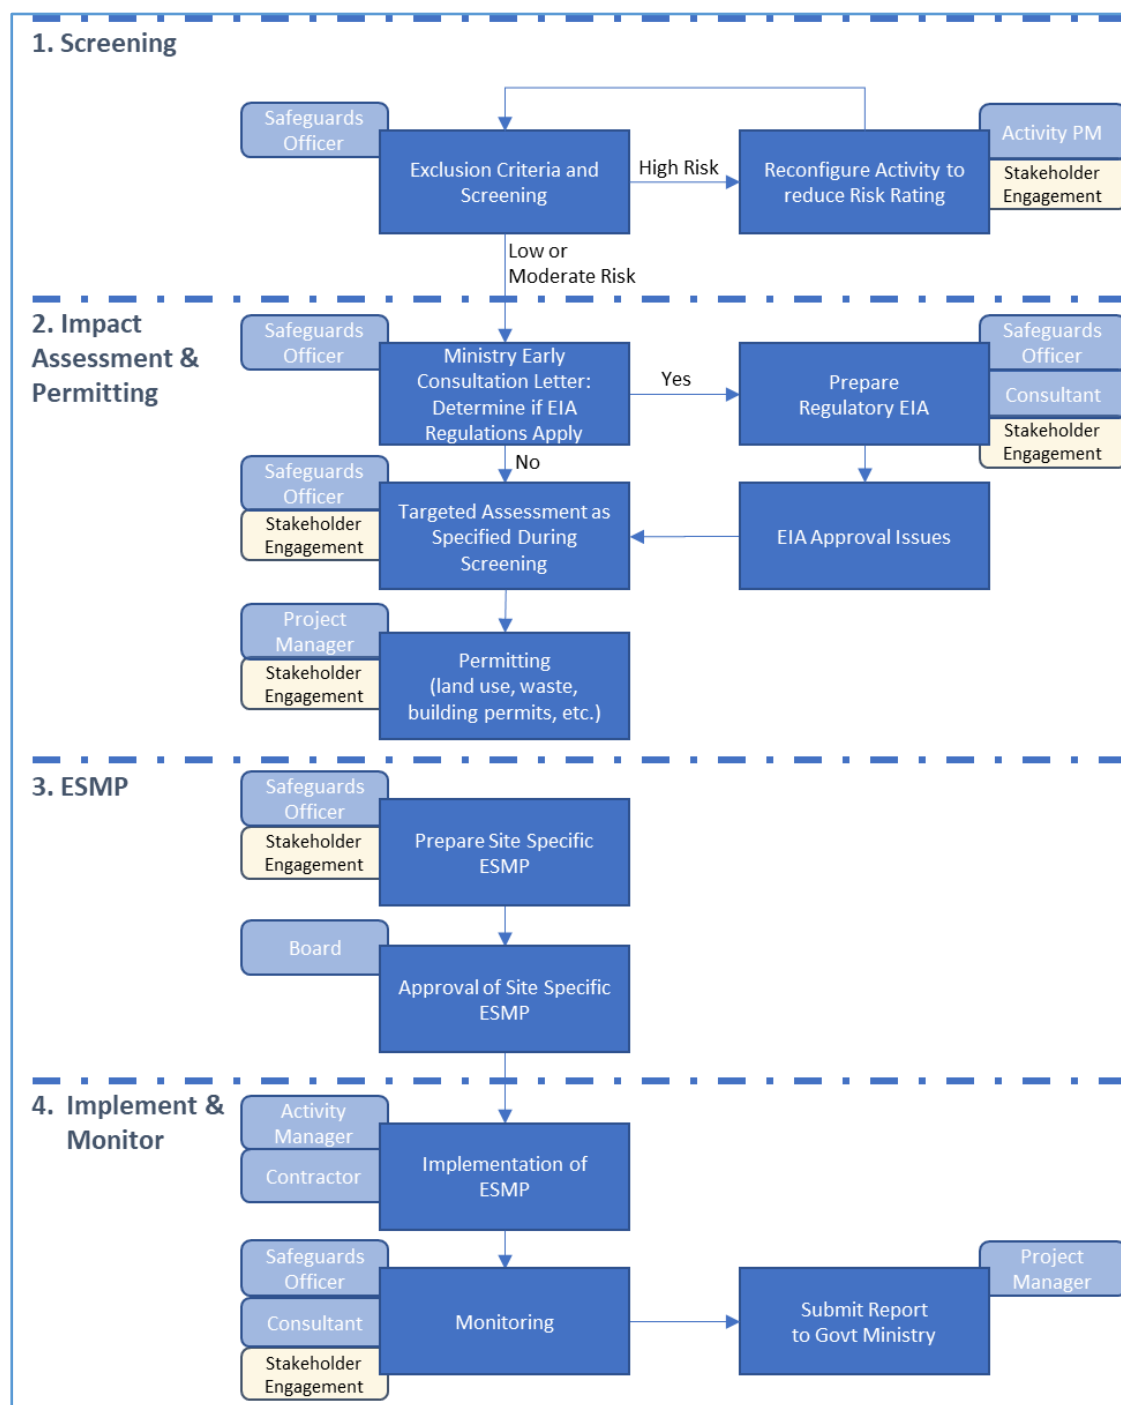 1. Screening
Safeguards
Officer
Exclusion Criteria and
Screening
High Risk
Reconfigure Activity to
reduce Risk Rating
Activity PM
Stakeholder
Engagement
Low or
Moderate Risk
2. Impact
Assessment &
Permitting
Safeguards
Officer
Ministry Early
Consultation Letter:
Determine if EIA
Regulations Apply
Yes
Prepare
Regulatory EIA
Safeguards
Officer
Consultant
Stakeholder
Engagement
No
Safeguards
Officer
Stakeholder
Engagement
Targeted Assessment as
Specified During
Screening
EIA Approval Issues
Project
Manager
Stakeholder
Engagement
Permitting
(land use, waste,
building permits, etc.)
3. ESMP
Safeguards
Officer
Stakeholder
Engagement
Prepare Site Specific
ESMP
Board
Approval of Site Specific
ESMP
4. Implement &
Monitor
Activity
Manager
Contractor
Implementation of
ESMP
Safeguards
Officer
Consultant
Stakeholder
Engagement
Monitoring
Submit Report
to Govt Ministry
Project
Manager